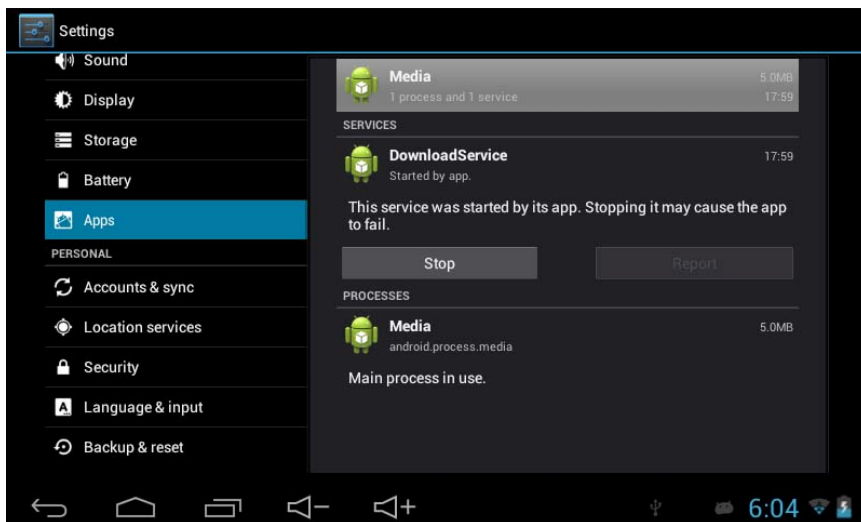 Settings
Sound
Display
Storage
Battery
Apps
PERSONAL
Accounts & sync
Location services
Security
Language & input
Backup & reset
Media 5.0MB
1 process and 1 service 17:59
SERVICES
DownloadService 17:59
Started by app.
This service was started by its app. Stopping it may cause the app
to fail.
Stop Report
PROCESSES
Media 5.0MB
android.process.media
Main process in use.
6:04